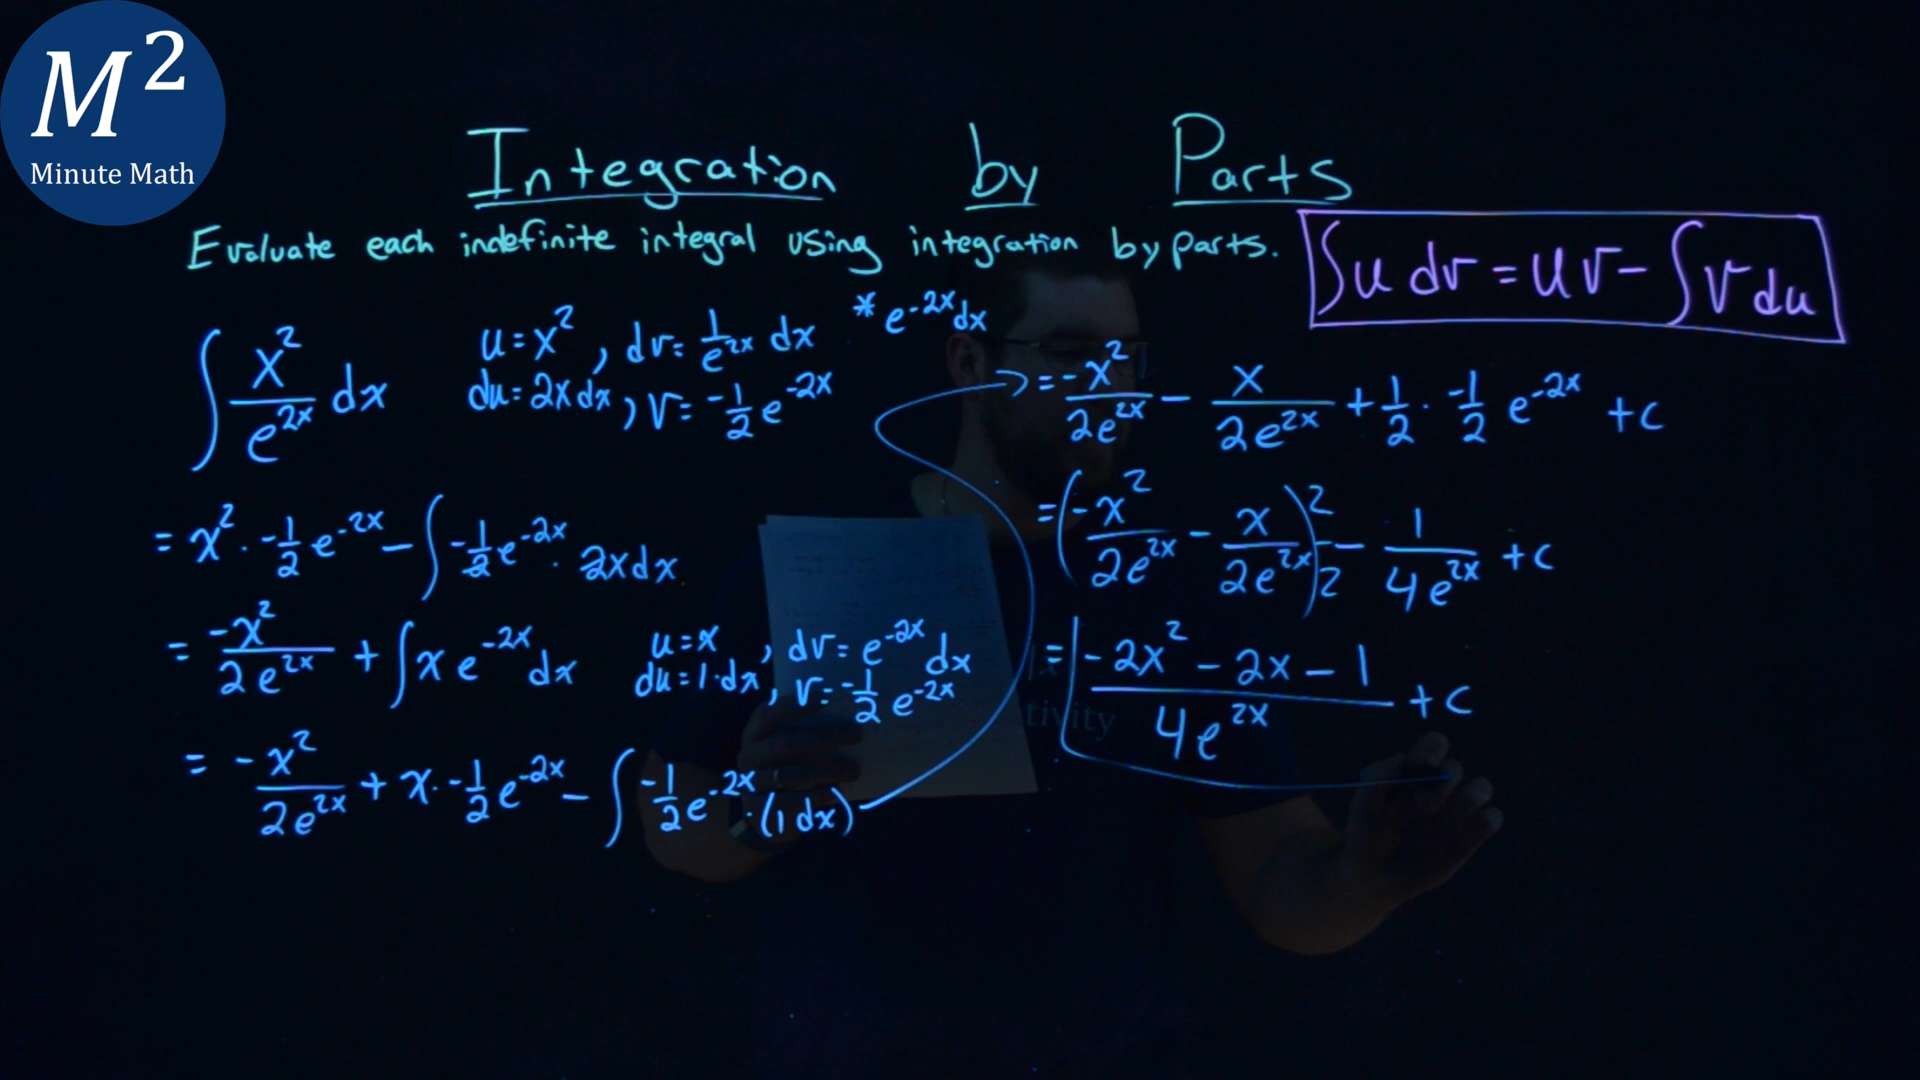 M²
Minute Math
Integration by Parts
Evaluate each indefinite integral using integration by parts.
∫u dv = uv - ∫v du
∫ x²/e^(2x) dx
u = x², dv = 1/e^(2x) dx * e^(-2x) dx
du = 2x dx, v = -1/2 e^(-2x)
= x² · -1/2 e^(-2x) - ∫ -1/2 e^(-2x) · 2x dx
= -x²/2e^(2x) + ∫ x e^(-2x) dx
u = x, dv = e^(-2x) dx
du = 1·dx, v = -1/2 e^(-2x)
= -x²/2e^(2x) + x · -1/2 e^(-2x) - ∫ -1/2 e^(-2x) · (1 dx)
= -x²/2e^(2x) - x/2e^(2x) + 1/2 · -1/2 e^(-2x) + c
= (-x²/2e^(2x) - x/2e^(2x)) 2/2 - 1/4e^(2x) + c
= (-2x² - 2x - 1)/4e^(2x) + c
tivity